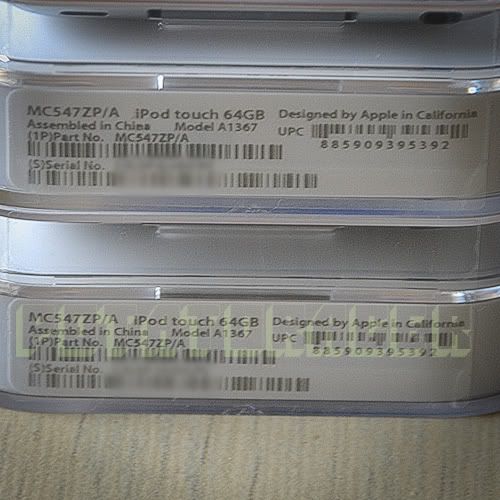 MC547ZP/A iPod touch 64GB Designed by Apple in California
Assembled in China Model A1367 UPC
(1P)Part No. MC547ZP/A 885909395392
(S)Serial No.
MC547ZP/A iPod touch 64GB Designed by Apple in California
Assembled in China Model A1367 UPC
(1P)Part No. MC547ZP/A 885909395392
(S)Serial No.